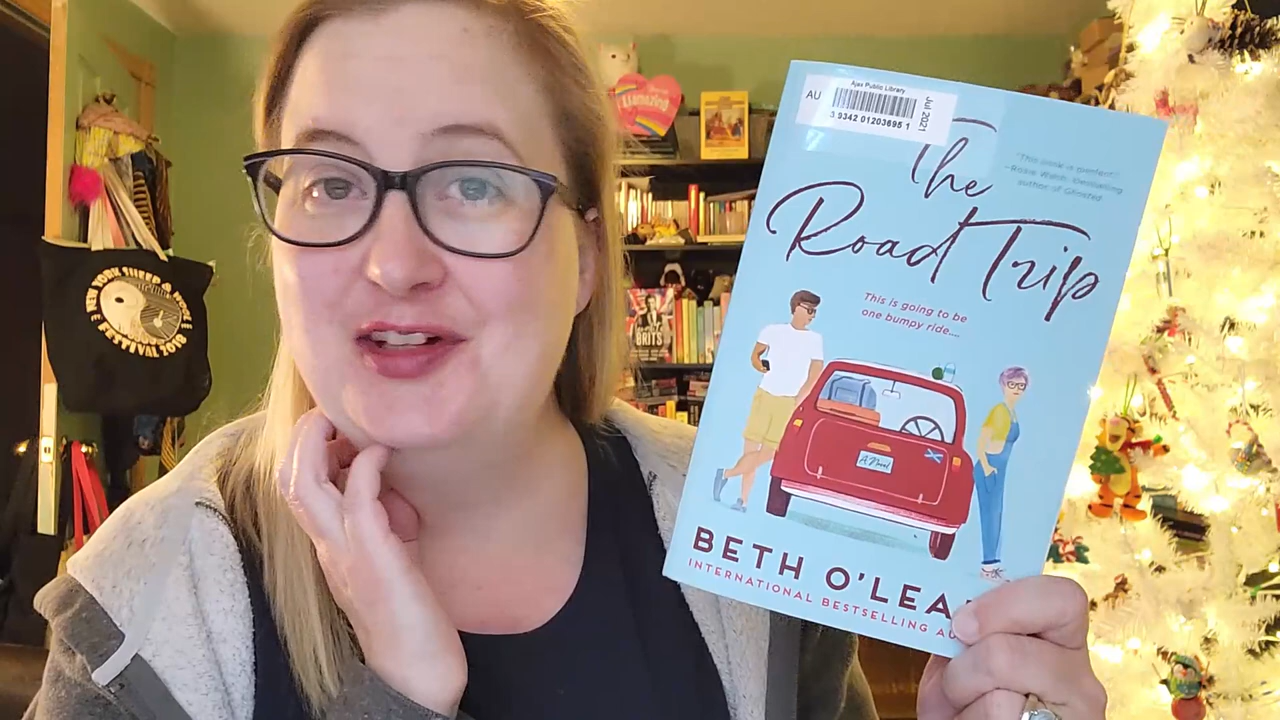 Llamazing
NEW YORK SHEEP & WOOL
FESTIVAL 2019
BRITS
Ajax Public Library
AU
3 9342 01203695 1
Jul 2021
The
Road Trip
"This book is perfect."
—Rosie Walsh, bestselling
author of Ghosted
This is going to be
one bumpy ride....
A Novel
BETH O'LEA
INTERNATIONAL BESTSELLING AU